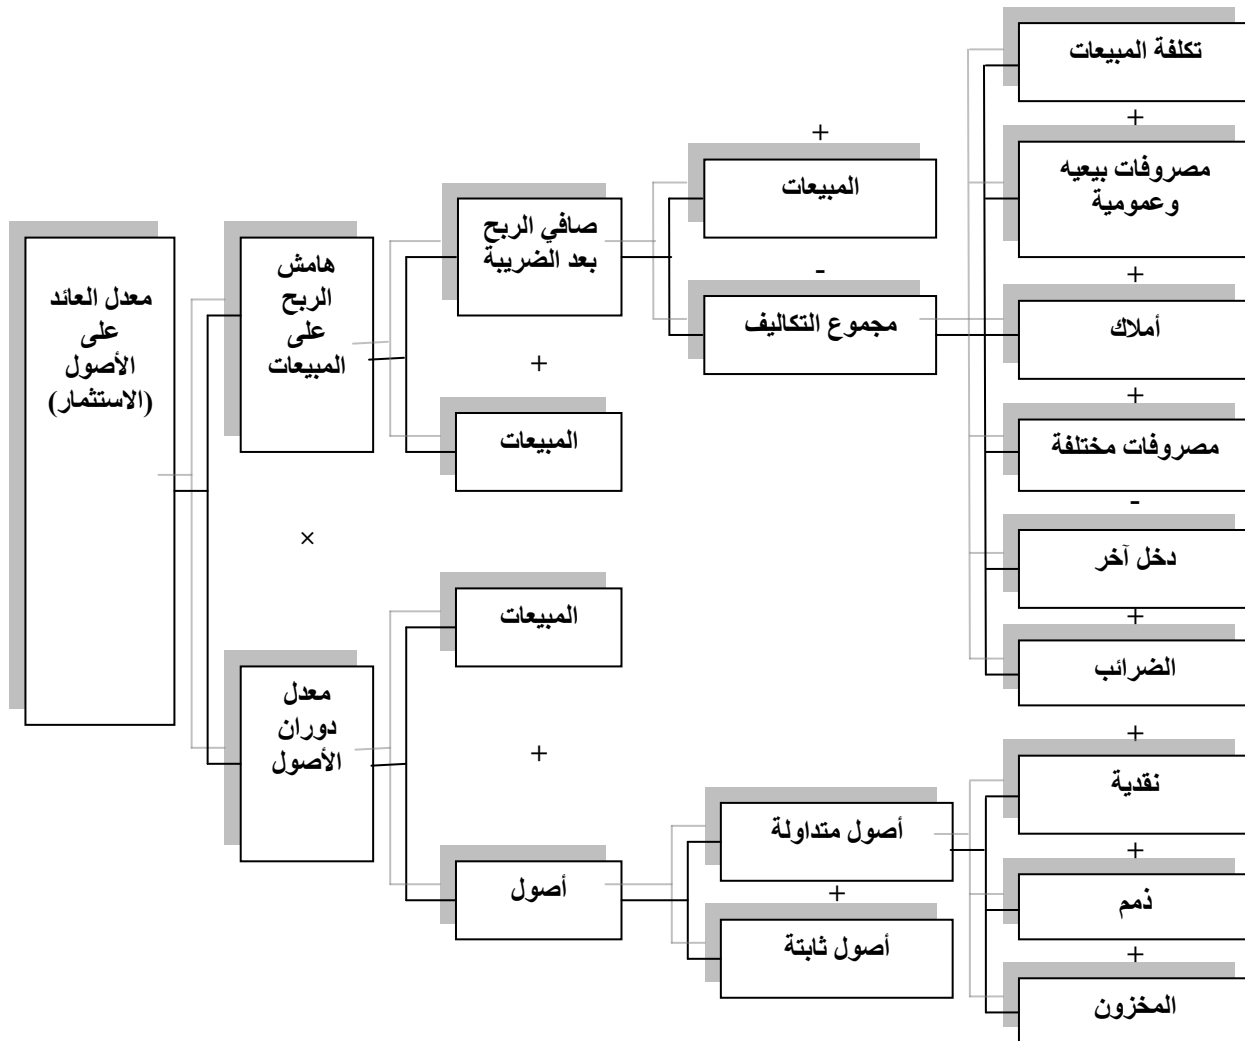 معدل العائد
على
الأصول
(الاستثمار)
هامش
الربح
على
المبيعات
×
معدل
دوران
الأصول
صافي الربح
بعد الضريبة
+
المبيعات
المبيعات
+
أصول
+
المبيعات
-
مجموع التكاليف
أصول متداولة
+
أصول ثابتة
تكلفة المبيعات
+
مصروفات بيعيه
وعمومية
+
أملاك
+
مصروفات مختلفة
-
دخل آخر
+
الضرائب
+
نقدية
+
ذمم
+
المخزون